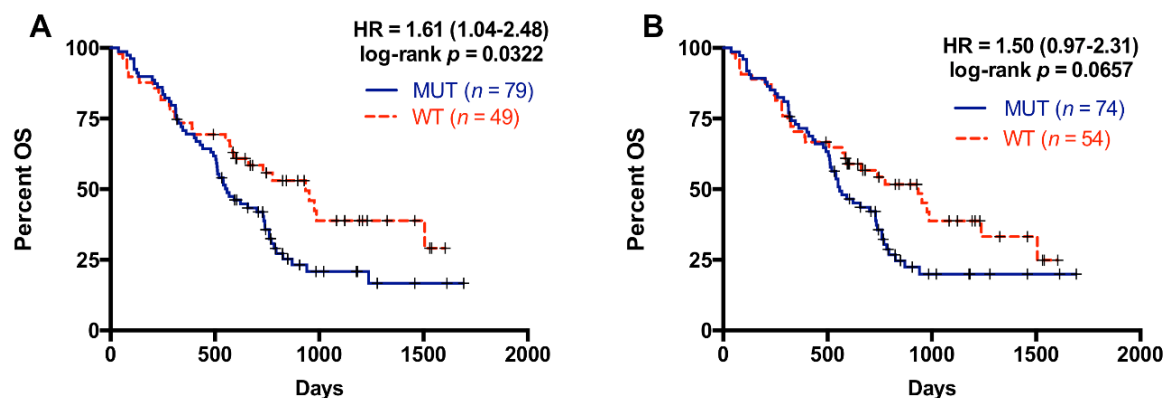 A
HR = 1.61 (1.04-2.48)
log-rank p = 0.0322
MUT (n = 79)
WT (n = 49)
Percent OS
100
75
50
25
0
0 500 1000 1500 2000
Days
B
HR = 1.50 (0.97-2.31)
log-rank p = 0.0657
MUT (n = 74)
WT (n = 54)
Percent OS
100
75
50
25
0
0 500 1000 1500 2000
Days